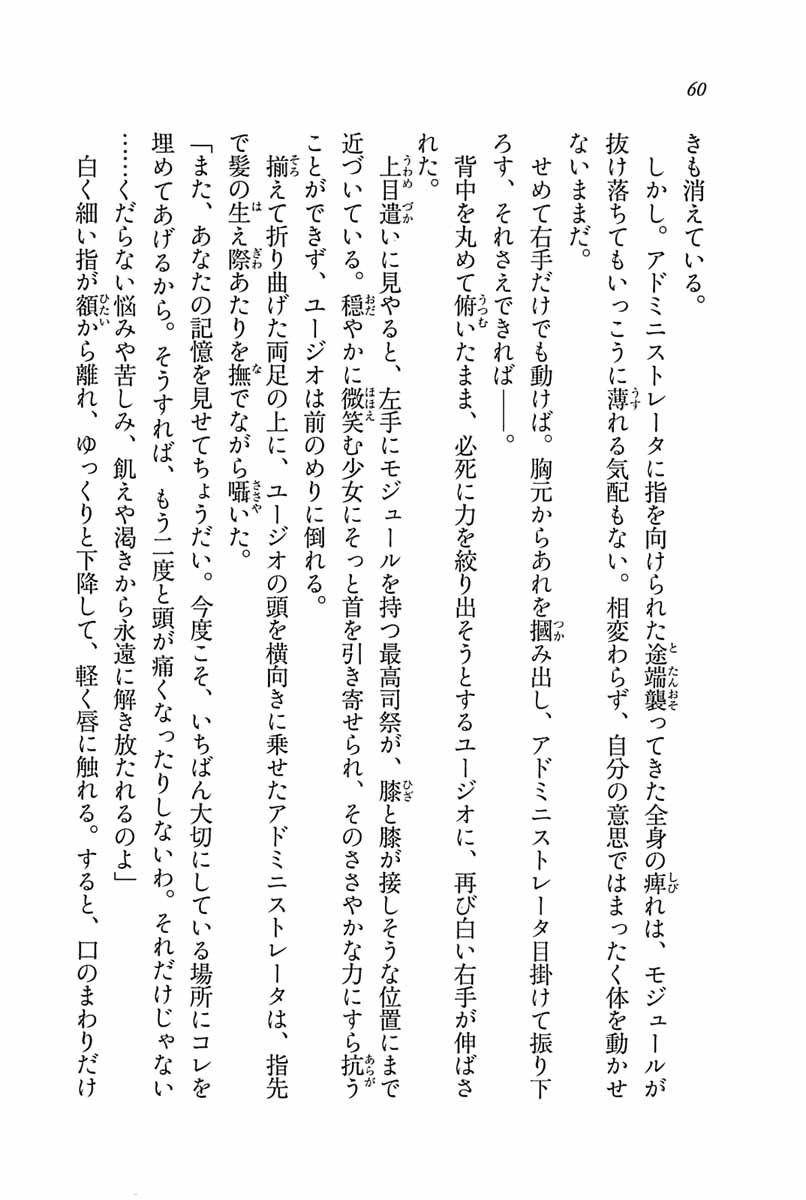 60
きも消えている。
しかし。アドミニストレータに指を向けられた途端襲ってきた全身の痺れは、モジュールが
抜け落ちてもいっこうに薄れる気配もない。相変わらず、自分の意思ではまったく体を動かせ
ないままだ。
せめて右手だけでも動けば。胸元からあれを摑み出し、アドミニストレータ目掛けて振り下
ろす、それさえできれば――。
背中を丸めて俯いたまま、必死に力を絞り出そうとするユージオに、再び白い右手が伸ばさ
れた。
上目遣いに見やると、左手にモジュールを持つ最高司祭が、膝と膝が接しそうな位置にまで
近づいている。穏やかに微笑む少女にそっと首を引き寄せられ、そのささやかな力にすら抗う
ことができず、ユージオは前のめりに倒れる。
揃えて折り曲げた両足の上に、ユージオの頭を横向きに乗せたアドミニストレータは、指先
で髪の生え際あたりを撫でながら囁いた。
「また、あなたの記憶を見せてちょうだい。今度こそ、いちばん大切にしている場所にコレを
埋めてあげるから。そうすれば、もう二度と頭が痛くなったりしないわ。それだけじゃない
……くだらない悩みや苦しみ、飢えや渇きから永遠に解き放たれるのよ」
白く細い指が額から離れ、ゆっくりと下降して、軽く唇に触れる。すると、口のまわりだけ